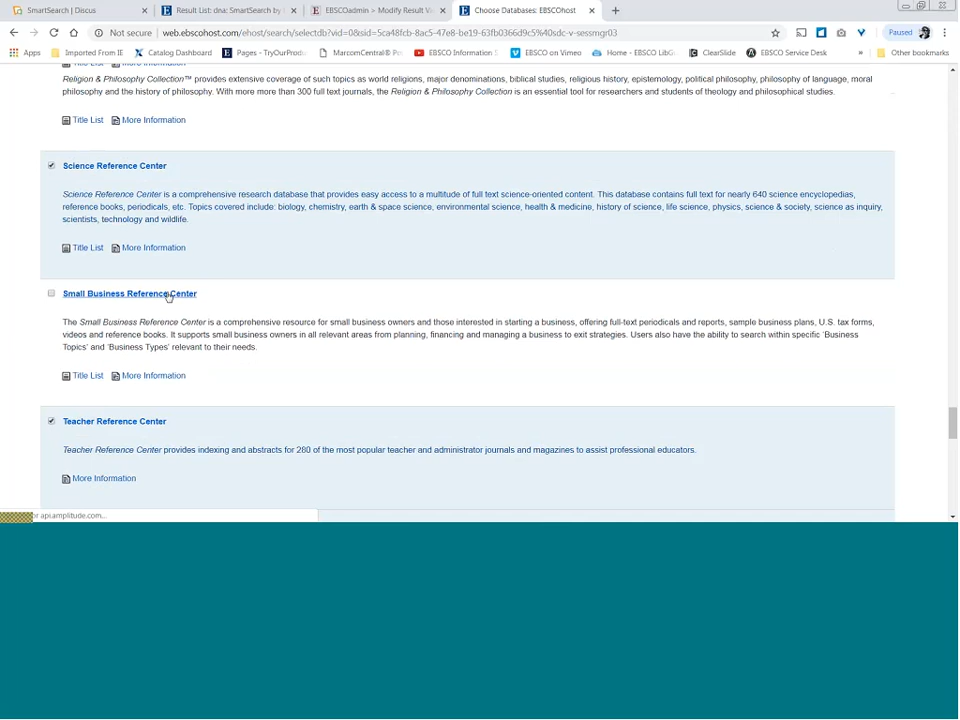 SmartSearch | Discus
Result List: dna: SmartSearch by
EBSCOadmin > Modify Result Vi
Choose Databases: EBSCOhost
Not secure | web.ebscohost.com/ehost/search/selectdb?vid=0&sid=5ca48fcb-8ac5-47e8-be19-63fb0366d9c5%40sdc-v-sessmgr03
Paused
Apps Imported From IE Catalog Dashboard Pages - TryOurProd MarcomCentral® Po EBSCO Information S EBSCO on Vimeo Home - EBSCO LibG ClearSlide EBSCO Service Desk » Other bookmarks
Title List More Information
Religion & Philosophy Collection™ provides extensive coverage of such topics as world religions, major denominations, biblical studies, religious history, epistemology, political philosophy, philosophy of language, moral
philosophy and the history of philosophy. With more more than 300 full text journals, the Religion & Philosophy Collection is an essential tool for researchers and students of theology and philosophical studies.
Title List More Information
Science Reference Center
Science Reference Center is a comprehensive research database that provides easy access to a multitude of full text science-oriented content. This database contains full text for nearly 640 science encyclopedias,
reference books, periodicals, etc. Topics covered include: biology, chemistry, earth & space science, environmental science, health & medicine, history of science, life science, physics, science & society, science as inquiry,
scientists, technology and wildlife.
Title List More Information
Small Business Reference Center
The Small Business Reference Center is a comprehensive resource for small business owners and those interested in starting a business, offering full-text periodicals and reports, sample business plans, U.S. tax forms,
videos and reference books. It supports small business owners in all relevant areas from planning, financing and managing a business to exit strategies. Users also have the ability to search within specific 'Business
Topics' and 'Business Types' relevant to their needs.
Title List More Information
Teacher Reference Center
Teacher Reference Center provides indexing and abstracts for 280 of the most popular teacher and administrator journals and magazines to assist professional educators.
More Information
or api.amplitude.com...